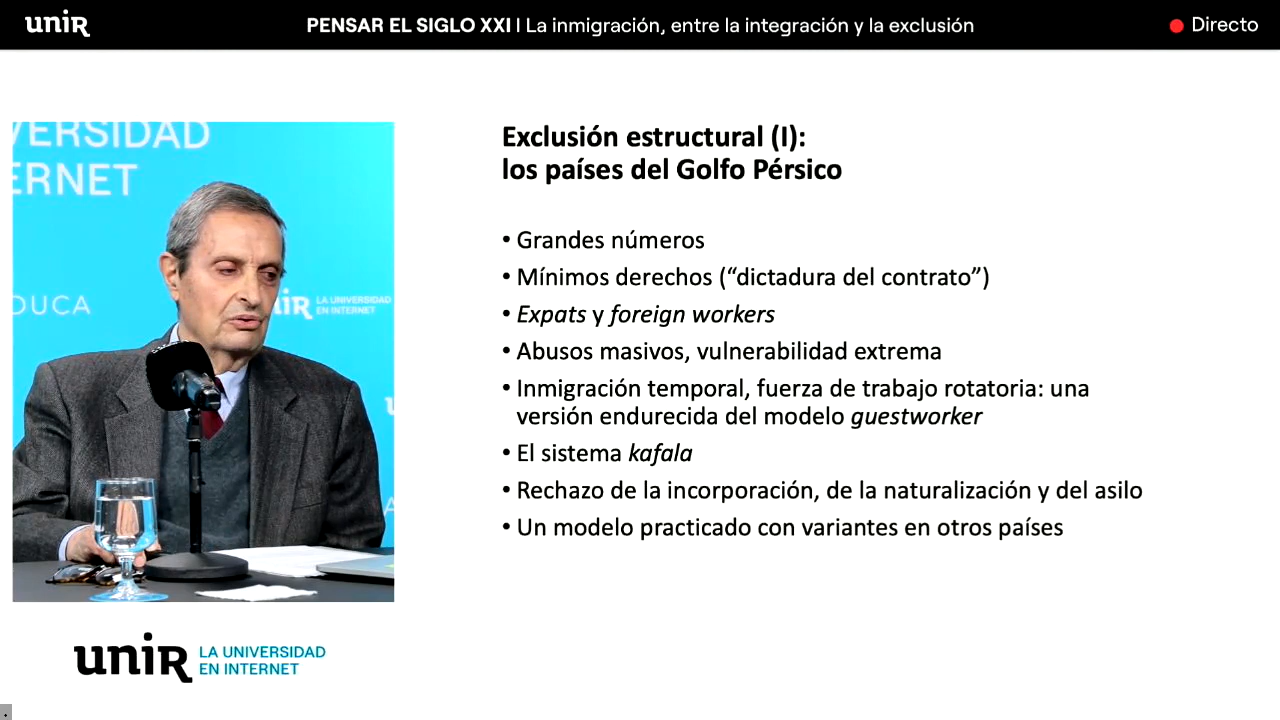 unir
PENSAR EL SIGLO XXI | La inmigración, entre la integración y la exclusión
Directo
VERSIDAD
ERNET
DUCA
iR LA UNIVERSIDAD
EN INTERNET
Exclusión estructural (I):
los países del Golfo Pérsico
• Grandes números
• Mínimos derechos (“dictadura del contrato”)
• Expats y foreign workers
• Abusos masivos, vulnerabilidad extrema
• Inmigración temporal, fuerza de trabajo rotatoria: una
versión endurecida del modelo guestworker
• El sistema kafala
• Rechazo de la incorporación, de la naturalización y del asilo
• Un modelo practicado con variantes en otros países
unir LA UNIVERSIDAD
EN INTERNET